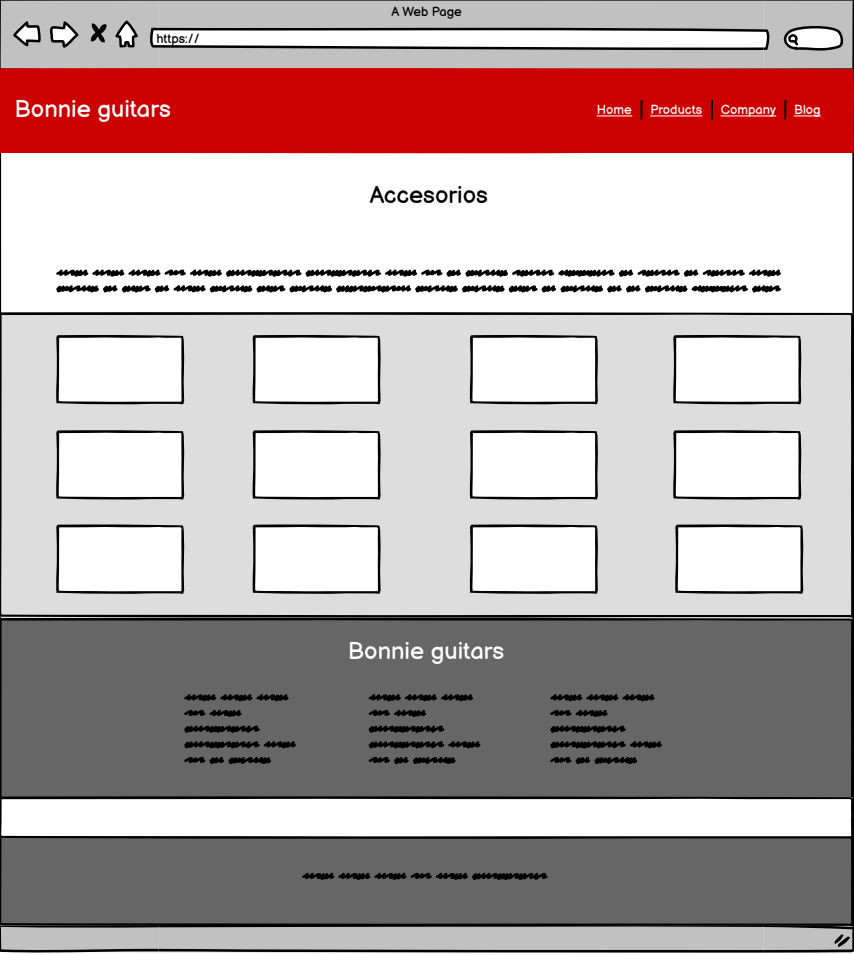 A Web Page
https://
Bonnie guitars
Home Products Company Blog
Accesorios
Bonnie guitars